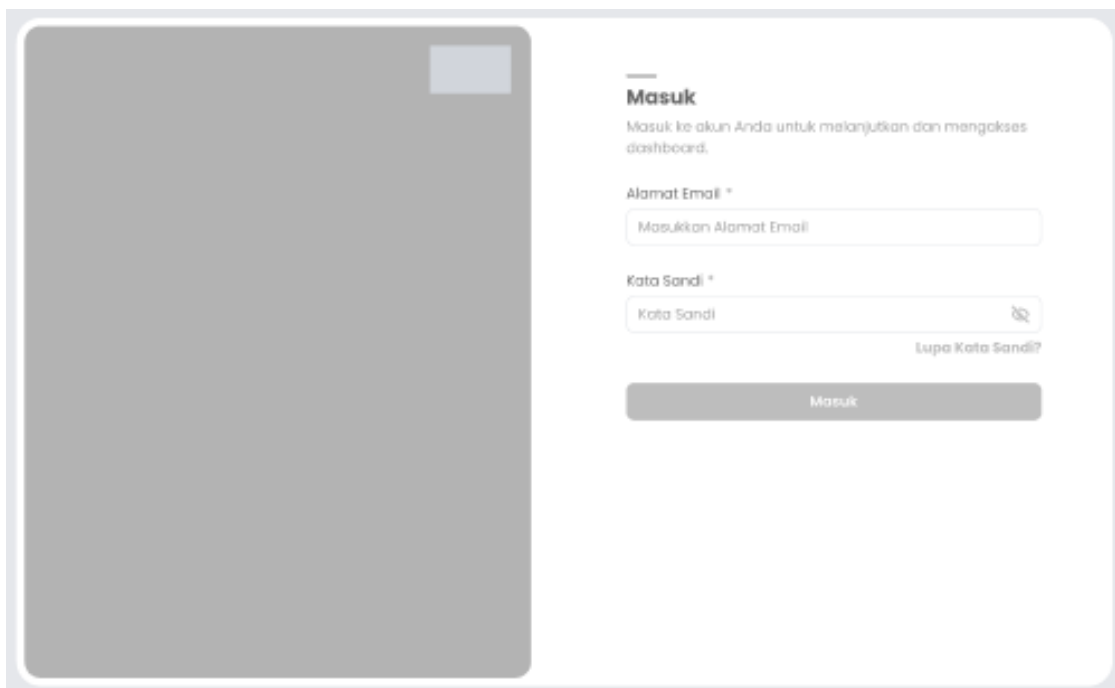 Masuk
Masuk ke akun Anda untuk melanjutkan dan mengakses
dashboard.
Alamat Email *
Masukkan Alamat Email
Kata Sandi *
Kata Sandi
Lupa Kata Sandi?
Masuk